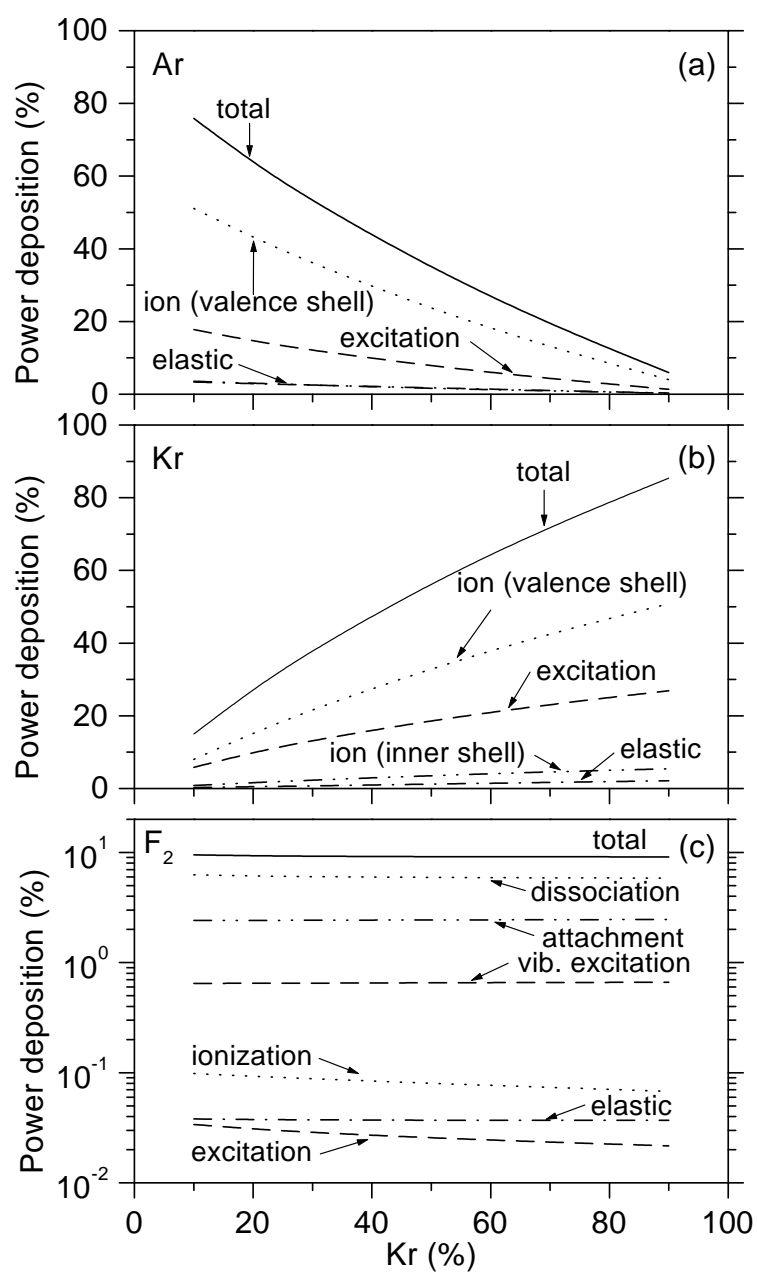 100
80
60
40
20
0
Power deposition (%)
Ar
(a)
total
ion (valence shell)
excitation
elastic
100
80
60
40
20
0
Power deposition (%)
Kr
(b)
total
ion (valence shell)
excitation
ion (inner shell)
elastic
10^1
10^0
10^-1
10^-2
Power deposition (%)
F2
total
(c)
dissociation
attachment
vib. excitation
ionization
elastic
excitation
0 20 40 60 80 100
Kr (%)